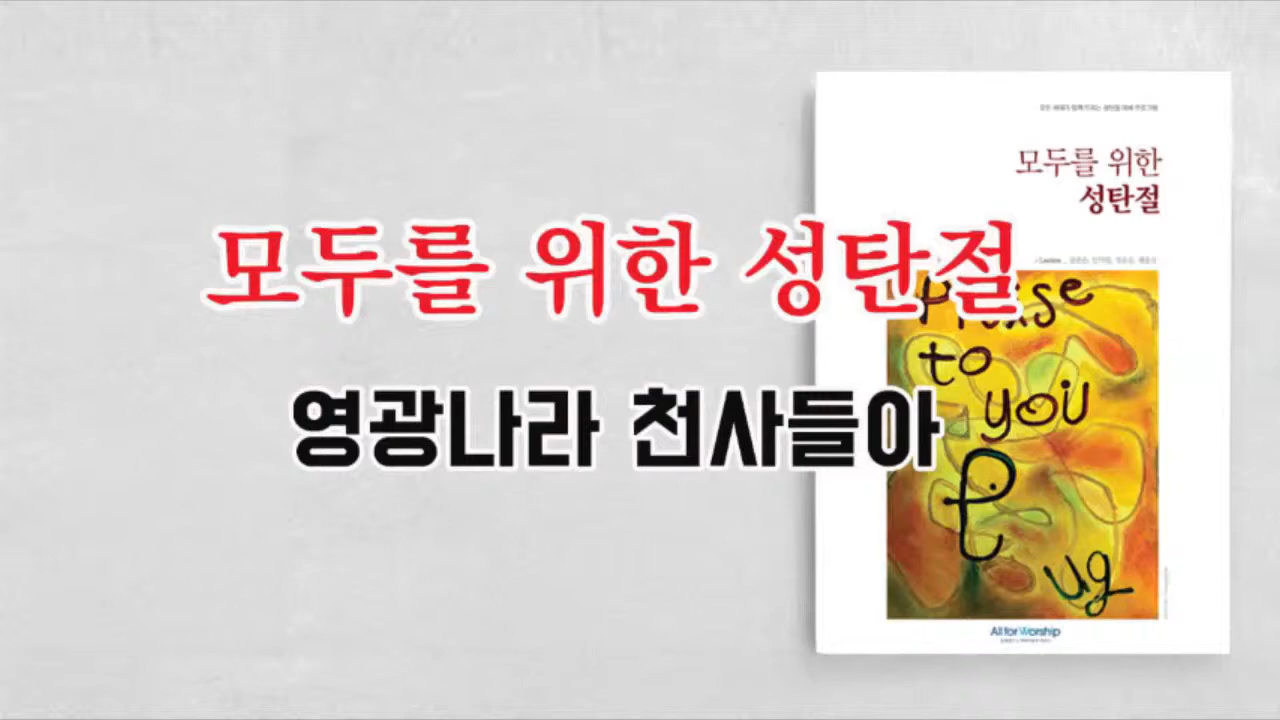 모두를 위한
성탄절
모두를 위한 성탄절
Praise
to
you
영광나라 천사들아
ug
All for Worship